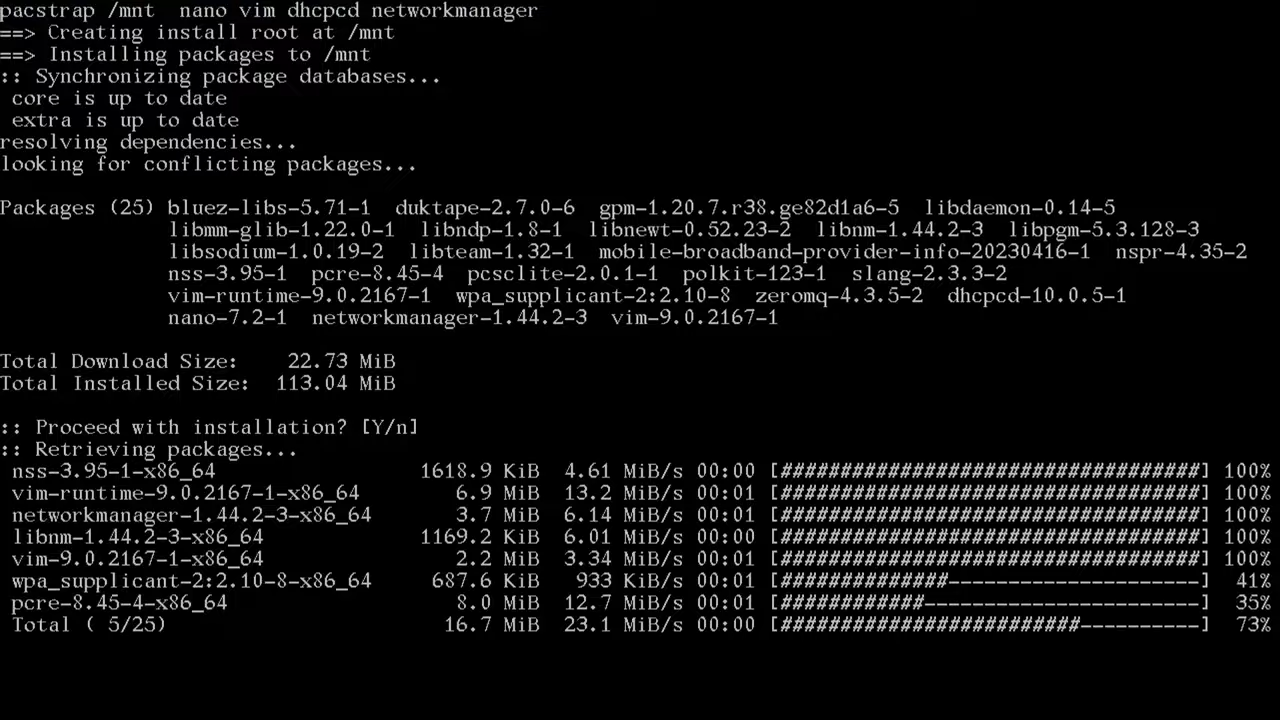 pacstrap /mnt  nano vim dhcpcd networkmanager
==> Creating install root at /mnt
==> Installing packages to /mnt
:: Synchronizing package databases...
 core is up to date
 extra is up to date
resolving dependencies...
looking for conflicting packages...

Packages (25) bluez-libs-5.71-1  duktape-2.7.0-6  gpm-1.20.7.r38.ge82d1a6-5  libdaemon-0.14-5
              libmm-glib-1.22.0-1  libndp-1.8-1  libnewt-0.52.23-2  libnm-1.44.2-3  libpgm-5.3.128-3
              libsodium-1.0.19-2  libteam-1.32-1  mobile-broadband-provider-info-20230416-1  nspr-4.35-2
              nss-3.95-1  pcre-8.45-4  pcsclite-2.0.1-1  polkit-123-1  slang-2.3.3-2
              vim-runtime-9.0.2167-1  wpa_supplicant-2:2.10-8  zeromq-4.3.5-2  dhcpcd-10.0.5-1
              nano-7.2-1  networkmanager-1.44.2-3  vim-9.0.2167-1

Total Download Size:    22.73 MiB
Total Installed Size:  113.04 MiB

:: Proceed with installation? [Y/n]
:: Retrieving packages...
 nss-3.95-1-x86_64                 1618.9 KiB  4.61 MiB/s 00:00 [###################################] 100%
 vim-runtime-9.0.2167-1-x86_64        6.9 MiB  13.2 MiB/s 00:01 [###################################] 100%
 networkmanager-1.44.2-3-x86_64       3.7 MiB  6.14 MiB/s 00:01 [###################################] 100%
 libnm-1.44.2-3-x86_64             1169.2 KiB  6.01 MiB/s 00:00 [###################################] 100%
 vim-9.0.2167-1-x86_64                2.2 MiB  3.34 MiB/s 00:01 [###################################] 100%
 wpa_supplicant-2:2.10-8-x86_64     687.6 KiB   933 KiB/s 00:01 [##############---------------------]  41%
 pcre-8.45-4-x86_64                   8.0 MiB  12.7 MiB/s 00:01 [############-----------------------]  35%
 Total ( 5/25)                       16.7 MiB  23.1 MiB/s 00:00 [#########################----------]  73%